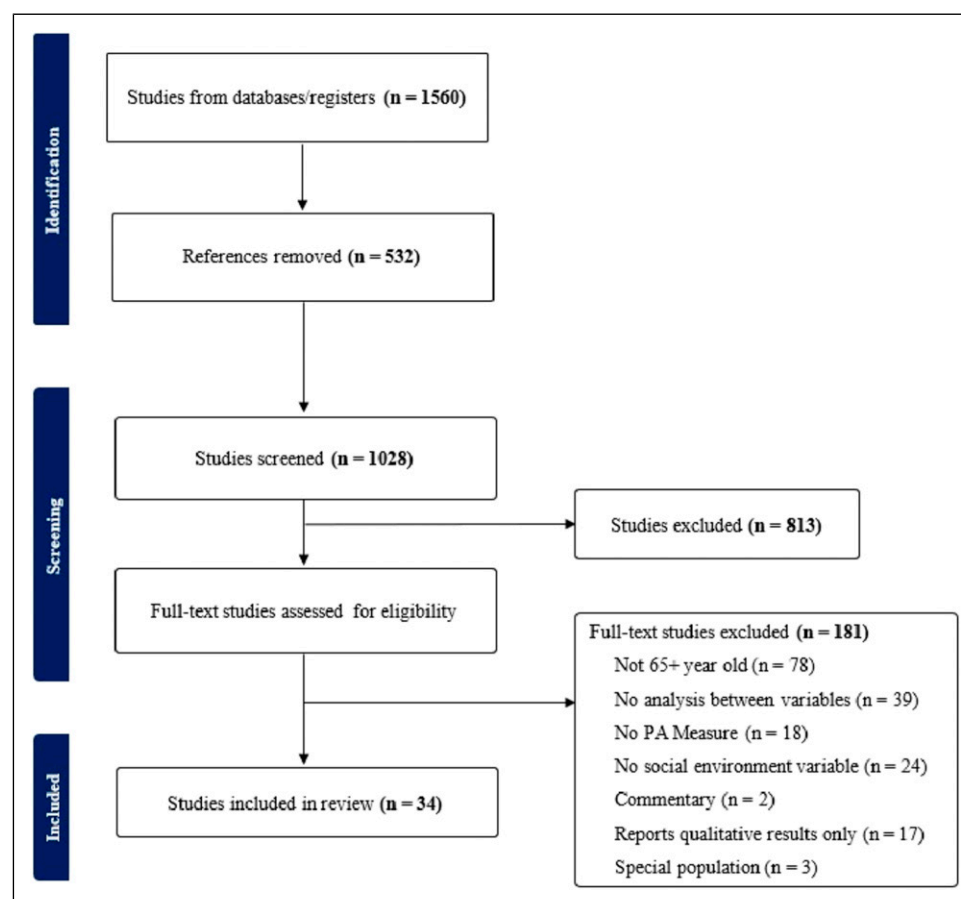 Identification
Studies from databases/registers (n = 1560)
References removed (n = 532)
Screening
Studies screened (n = 1028)
Studies excluded (n = 813)
Full-text studies assessed for eligibility
Full-text studies excluded (n = 181)
Not 65+ year old (n = 78)
No analysis between variables (n = 39)
No PA Measure (n = 18)
No social environment variable (n = 24)
Commentary (n = 2)
Reports qualitative results only (n = 17)
Special population (n = 3)
Included
Studies included in review (n = 34)